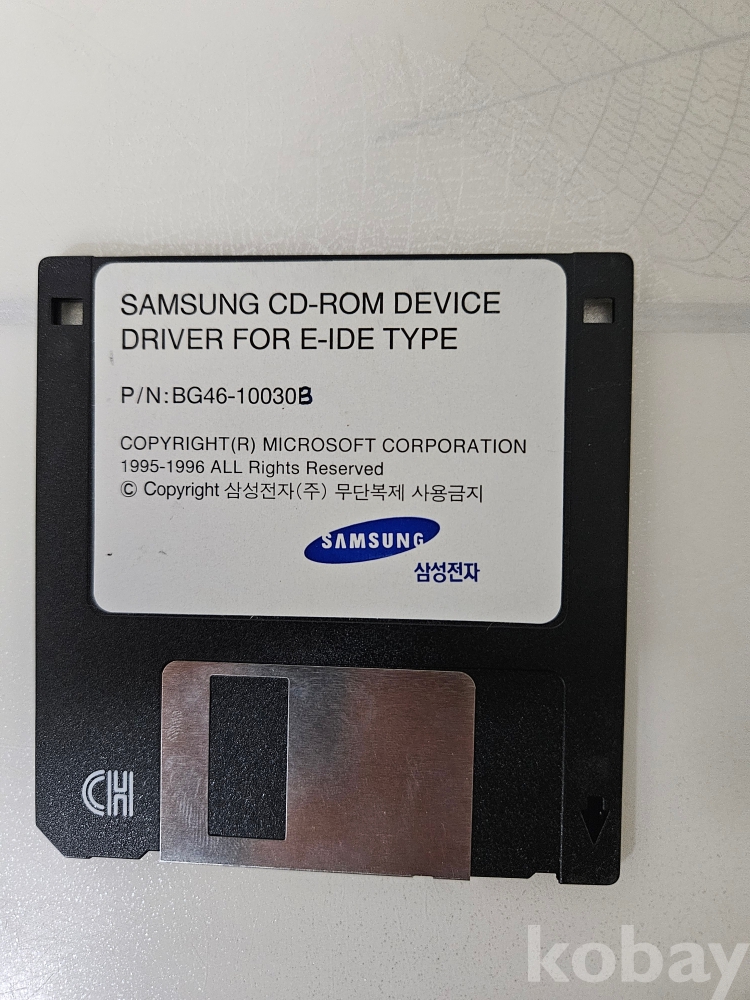 SAMSUNG CD-ROM DEVICE
DRIVER FOR E-IDE TYPE
P/N:BG46-10030B
COPYRIGHT(R) MICROSOFT CORPORATION
1995-1996 ALL Rights Reserved
© Copyright 삼성전자(주) 무단복제 사용금지
SAMSUNG
삼성전자
CH
kobay